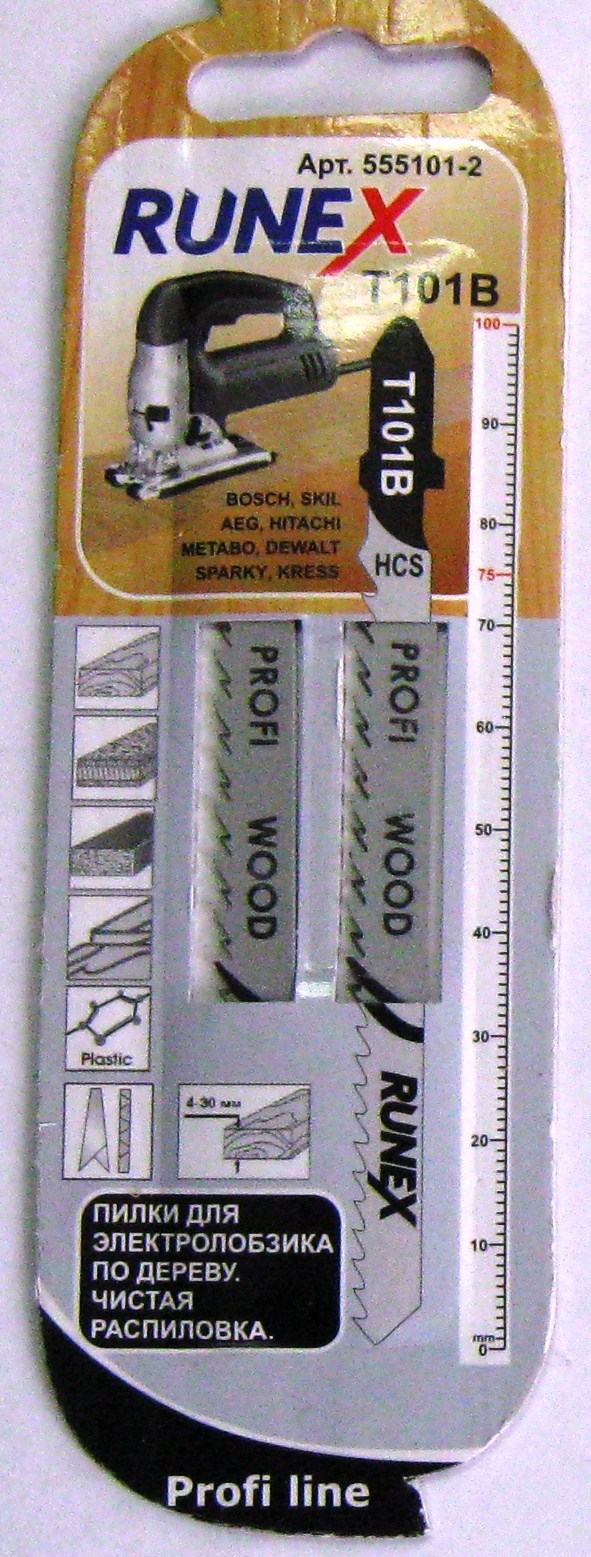 Арт. 555101-2
RUNEX
T101B
T101B
HCS
BOSCH, SKIL
AEG, HITACHI
METABO, DEWALT
SPARKY, KRESS
100
90
80
75
70
60
50
40
30
20
10
mm
0
PROFI WOOD
PROFI WOOD
RUNEX
Plastic
4-30 мм
ПИЛКИ ДЛЯ
ЭЛЕКТРОЛОБЗИКА
ПО ДЕРЕВУ.
ЧИСТАЯ
РАСПИЛОВКА.
Profi line